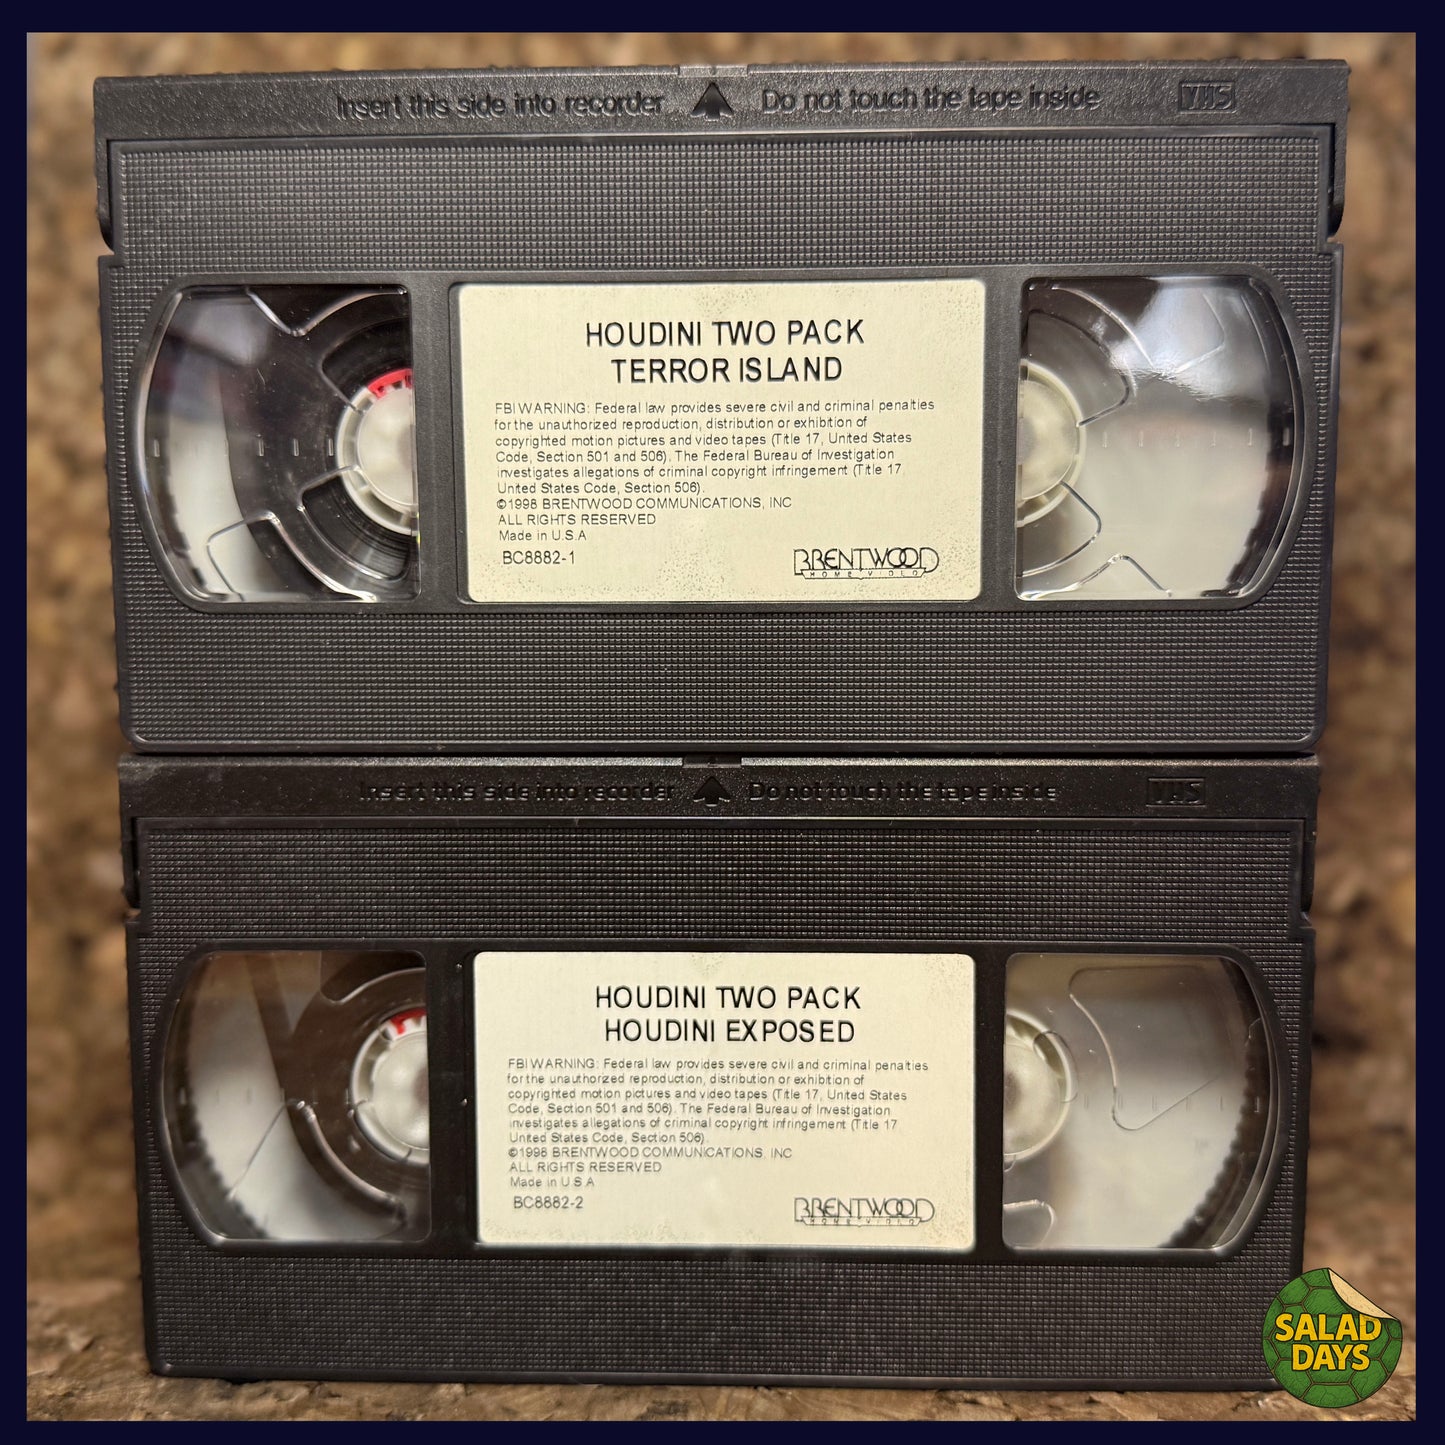 Insert this side into recorder Do not touch the tape inside VHS
HOUDINI TWO PACK
TERROR ISLAND
FBI WARNING: Federal law provides severe civil and criminal penalties
for the unauthorized reproduction, distribution or exhibition of
copyrighted motion pictures and video tapes (Title 17, United States
Code, Section 501 and 506). The Federal Bureau of Investigation
investigates allegations of criminal copyright infringement (Title 17
United States Code, Section 506).
©1998 BRENTWOOD COMMUNICATIONS, INC
ALL RIGHTS RESERVED
Made in U.S.A
BC8882-1
BRENTWOOD
HOME VIDEO
Insert this side into recorder Do not touch the tape inside VHS
HOUDINI TWO PACK
HOUDINI EXPOSED
FBI WARNING: Federal law provides severe civil and criminal penalties
for the unauthorized reproduction, distribution or exhibition of
copyrighted motion pictures and video tapes (Title 17, United States
Code, Section 501 and 506). The Federal Bureau of Investigation
investigates allegations of criminal copyright infringement (Title 17
United States Code, Section 506).
©1998 BRENTWOOD COMMUNICATIONS, INC
ALL RIGHTS RESERVED
Made in U.S.A
BC8882-2
BRENTWOOD
HOME VIDEO
SALAD
DAYS